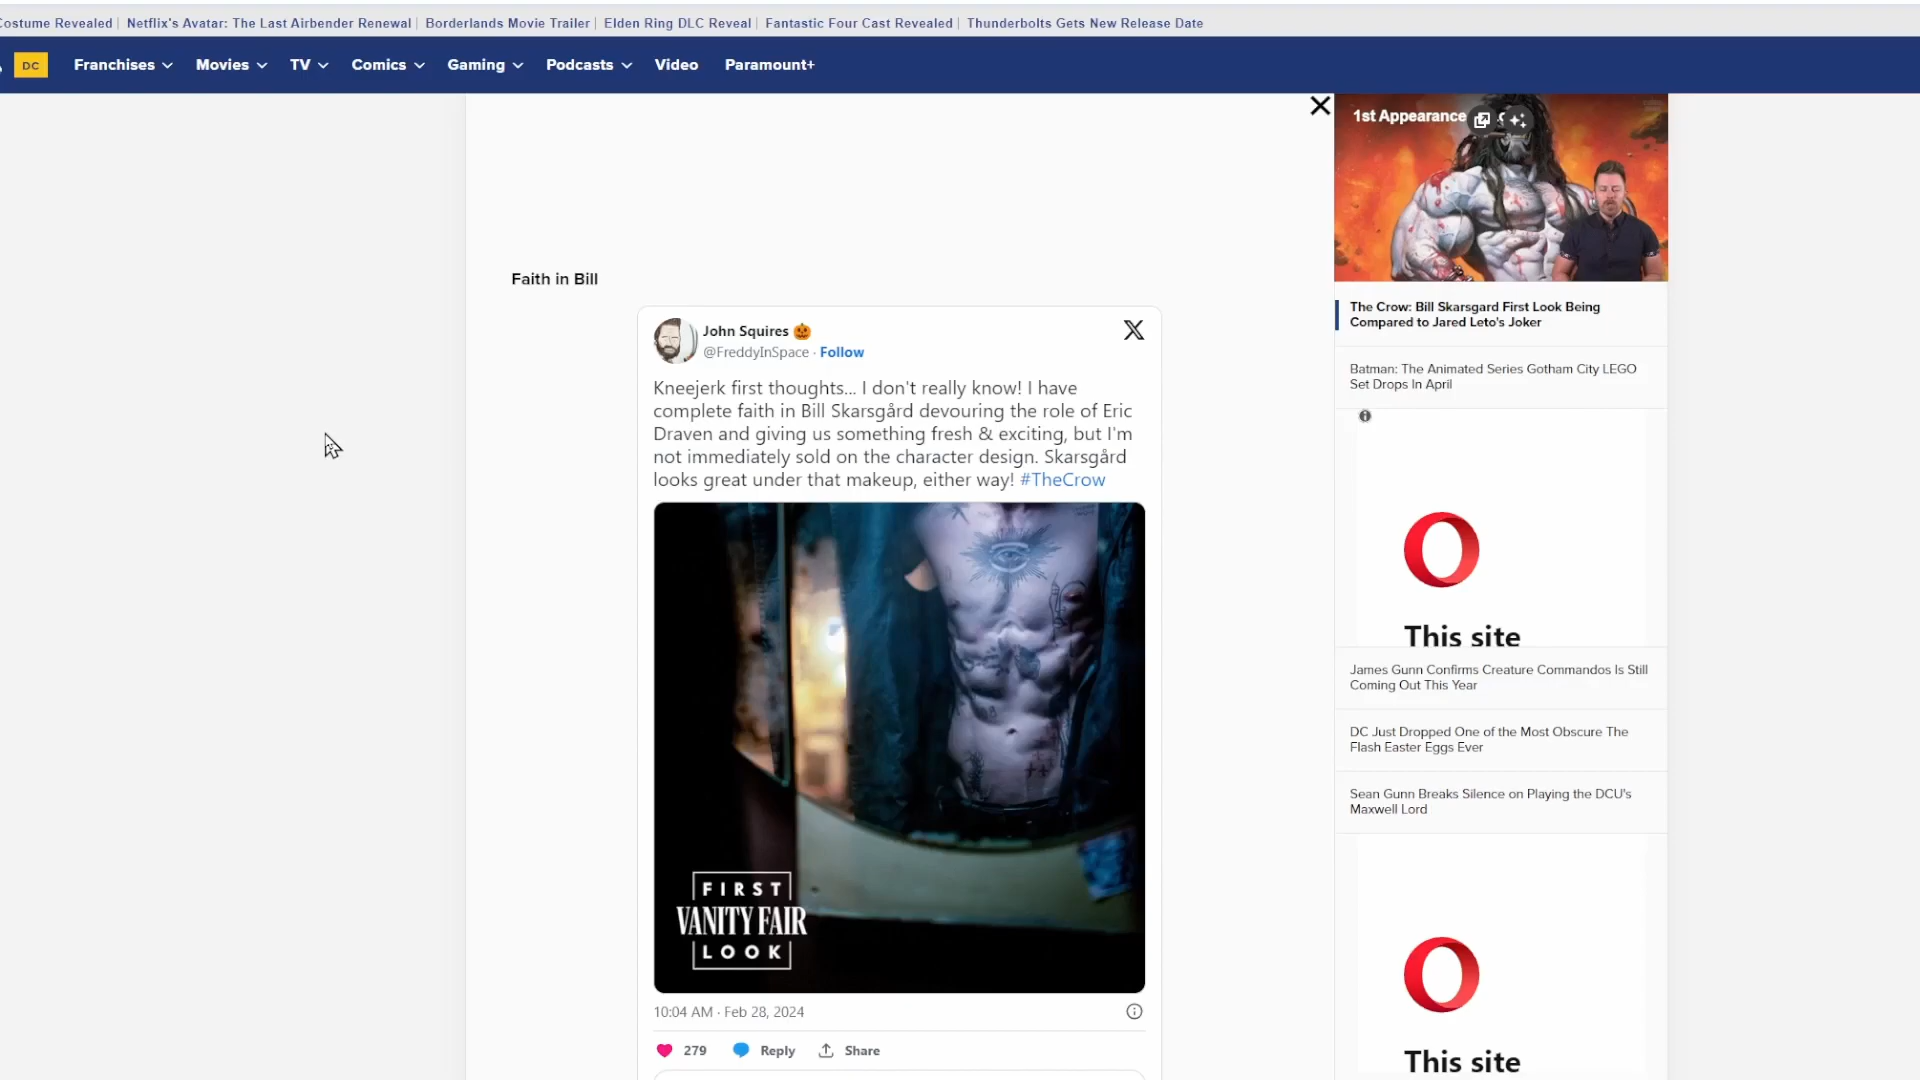 Costume Revealed | Netflix's Avatar: The Last Airbender Renewal | Borderlands Movie Trailer | Elden Ring DLC Reveal | Fantastic Four Cast Revealed | Thunderbolts Gets New Release Date
DC Franchises Movies TV Comics Gaming Podcasts Video Paramount+
1st Appearance
Faith in Bill
John Squires 🎃
@FreddyInSpace · Follow
Kneejerk first thoughts... I don't really know! I have
complete faith in Bill Skarsgård devouring the role of Eric
Draven and giving us something fresh & exciting, but I'm
not immediately sold on the character design. Skarsgård
looks great under that makeup, either way! #TheCrow
FIRST
VANITY FAIR
LOOK
10:04 AM · Feb 28, 2024
279 Reply Share
The Crow: Bill Skarsgard First Look Being
Compared to Jared Leto's Joker
Batman: The Animated Series Gotham City LEGO
Set Drops In April
This site
James Gunn Confirms Creature Commandos Is Still
Coming Out This Year
DC Just Dropped One of the Most Obscure The
Flash Easter Eggs Ever
Sean Gunn Breaks Silence on Playing the DCU's
Maxwell Lord
This site